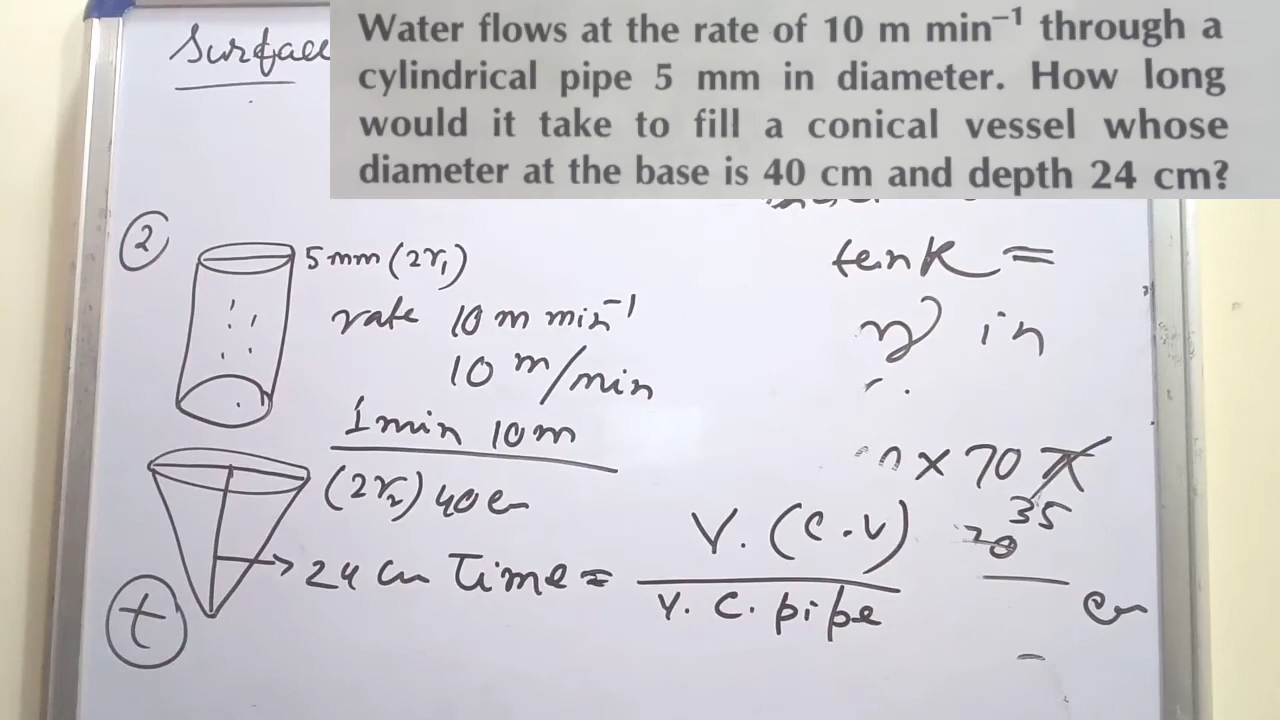 Surface
Water flows at the rate of 10 m min⁻¹ through a
cylindrical pipe 5 mm in diameter. How long
would it take to fill a conical vessel whose
diameter at the base is 40 cm and depth 24 cm?
2
5 mm (2r₁)
rate 10 m min⁻¹
10 m/min
1 min 10 m
(2r₂) 40 cm
24 cm
t
Time = V. (C.V) / V. C. pipe
tank =
in
x 70
35
20
cm